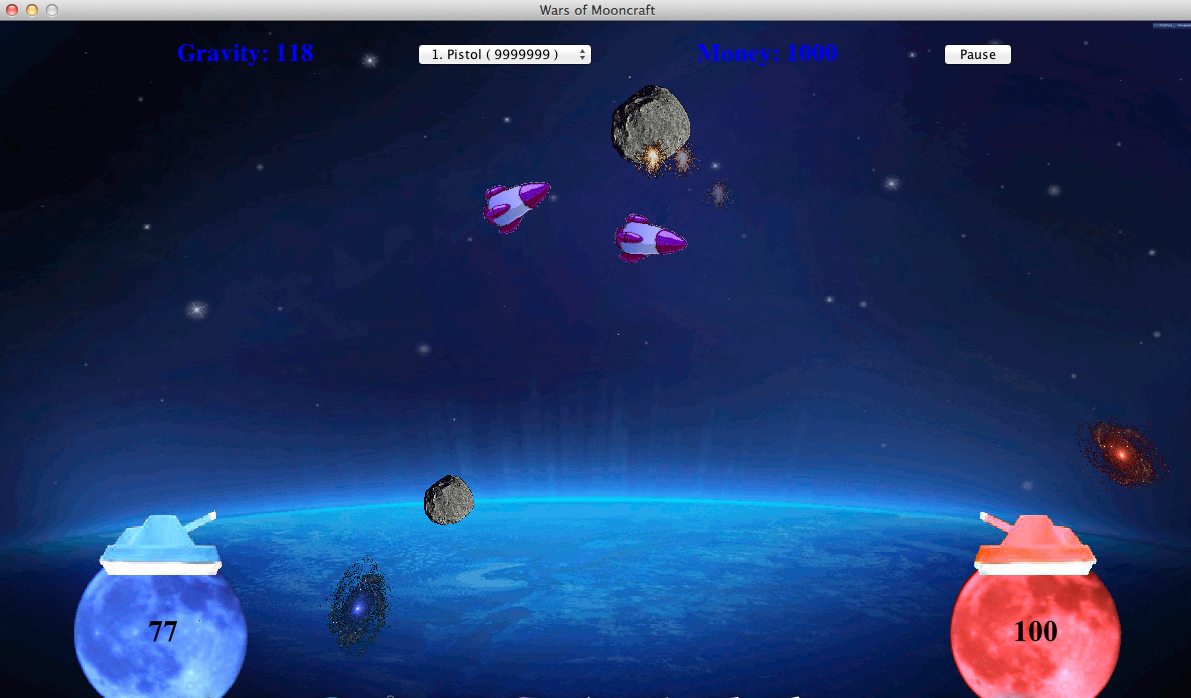 Wars of Mooncraft
Gravity: 118
1. Pistol ( 9999999 )
Money: 1000
Pause
77
100